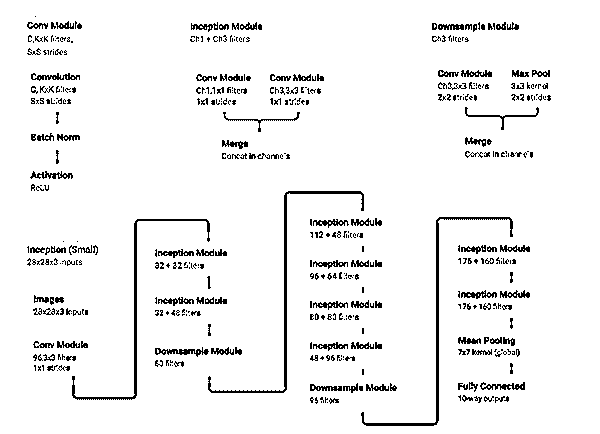 Conv Module
C,KxK filters,
SxS strides
Convolution
C, KxK filters
SxS strides
Batch Norm
Activation
ReLU
Inception Module
Ch1 + Ch3 filters
Conv Module
Ch1,1x1 filters
1x1 strides
Conv Module
Ch3,3x3 filters
1x1 strides
Merge
Concat in channels
Downsample Module
Ch3 filters
Conv Module
Ch3,3x3 filters
2x2 strides
Max Pool
3x3 kernel
2x2 strides
Merge
Concat in channels
Inception (Small)
28x28x3 inputs
Images
28x28x3 inputs
Conv Module
96,3x3 filters
1x1 strides
Inception Module
32 + 32 filters
Inception Module
32 + 48 filters
Downsample Module
80 filters
Inception Module
112 + 48 filters
Inception Module
96 + 64 filters
Inception Module
80 + 80 filters
Inception Module
48 + 96 filters
Downsample Module
96 filters
Inception Module
176 + 160 filters
Inception Module
176 + 160 filters
Mean Pooling
7x7 kernel (global)
Fully Connected
10-way outputs